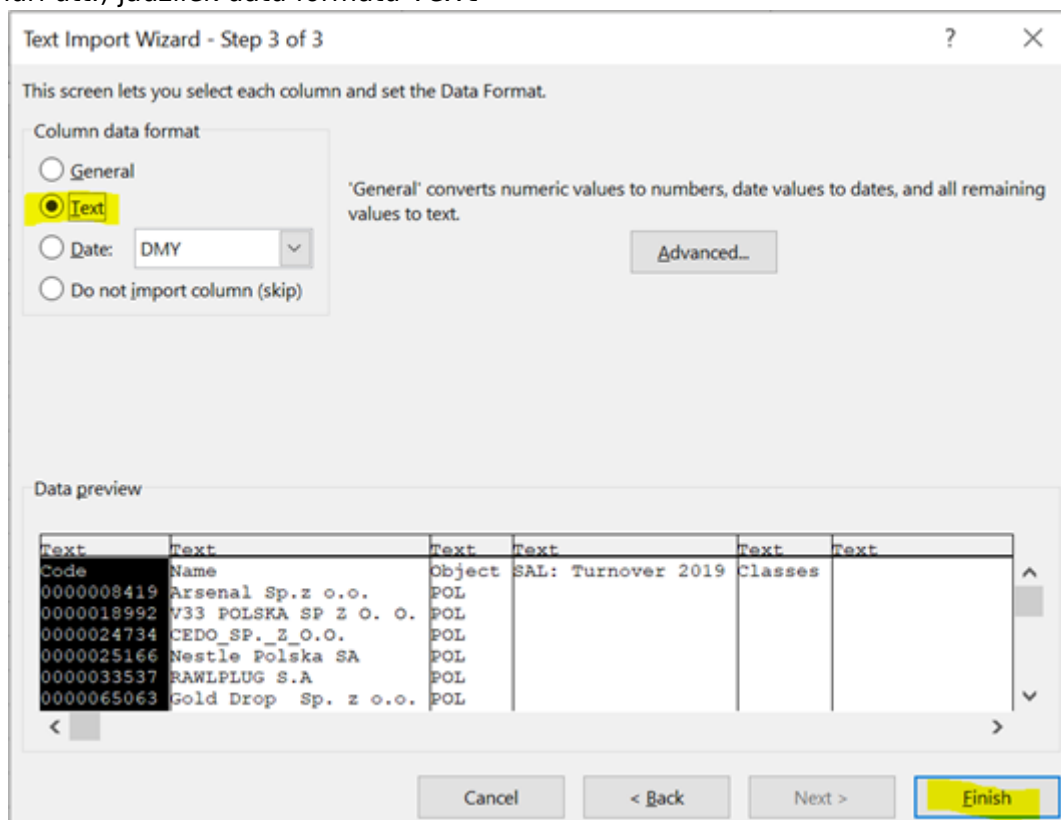 Text Import Wizard - Step 3 of 3 ?
This screen lets you select each column and set the Data Format.
Column data format
General
Text
Date: DMY
Do not import column (skip)
'General' converts numeric values to numbers, date values to dates, and all remaining
values to text.
Advanced...
Data preview
Text Text Text Text Text Text
Code Name Object SAL: Turnover 2019 Classes
0000008419 Arsenal Sp.z o.o. POL
0000018992 V33 POLSKA SP Z O. O. POL
0000024734 CEDO_SP._Z_O.O. POL
0000025166 Nestle Polska SA POL
0000033537 RAWLPLUG S.A POL
0000065063 Gold Drop Sp. z o.o. POL
Cancel < Back Next > Finish